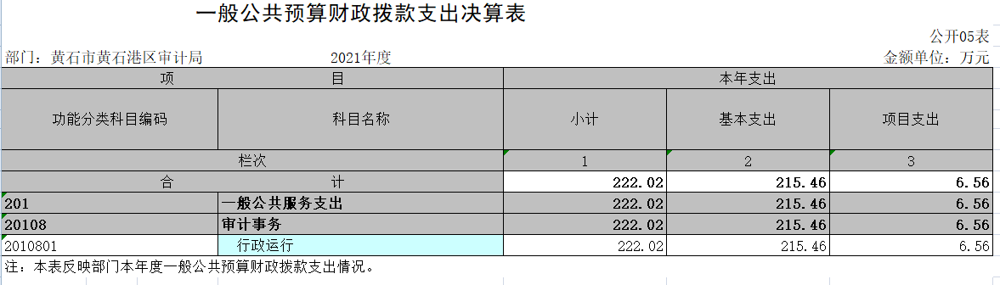 一般公共预算财政拨款支出决算表
公开05表
部门：黄石市黄石港区审计局 2021年度 金额单位：万元
项 目 本年支出
功能分类科目编码 科目名称 小计 基本支出 项目支出
栏次 1 2 3
合 计 222.02 215.46 6.56
201 一般公共服务支出 222.02 215.46 6.56
20108 审计事务 222.02 215.46 6.56
2010801 行政运行 222.02 215.46 6.56
注：本表反映部门本年度一般公共预算财政拨款支出情况。